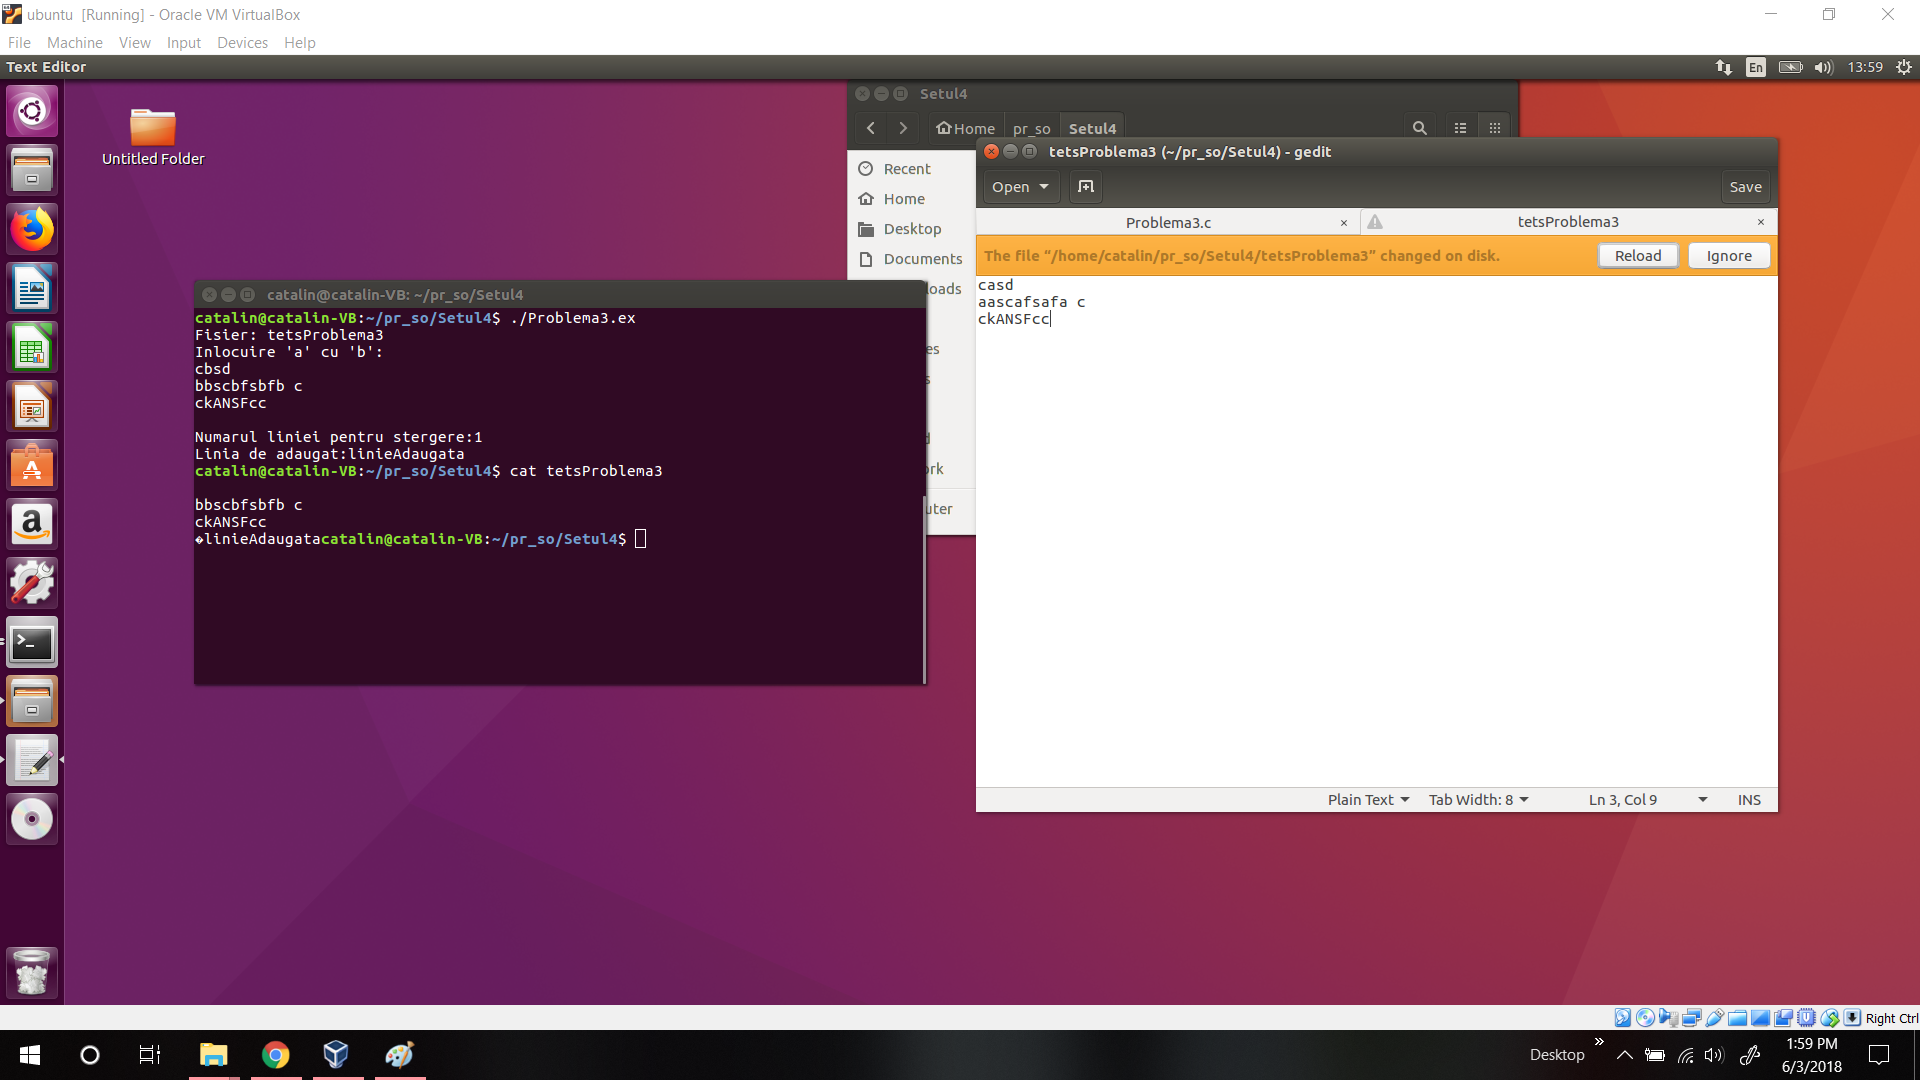 ubuntu [Running] - Oracle VM VirtualBox
File Machine View Input Devices Help
Text Editor
En
13:59
Untitled Folder
Setul4
Home pr_so Setul4
Recent
Home
Desktop
Documents
loads
es
s
d
ork
uter
tetsProblema3 (~/pr_so/Setul4) - gedit
Open
Save
Problema3.c ×
tetsProblema3 ×
The file "/home/catalin/pr_so/Setul4/tetsProblema3" changed on disk.
Reload
Ignore
casd
aascafsafa c
ckANSFcc
Plain Text
Tab Width: 8
Ln 3, Col 9
INS
catalin@catalin-VB: ~/pr_so/Setul4
catalin@catalin-VB:~/pr_so/Setul4$ ./Problema3.ex
Fisier: tetsProblema3
Inlocuire 'a' cu 'b':
cbsd
bbscbfsbfb c
ckANSFcc
Numarul liniei pentru stergere:1
Linia de adaugat:linieAdaugata
catalin@catalin-VB:~/pr_so/Setul4$ cat tetsProblema3
bbscbfsbfb c
ckANSFcc
�linieAdaugatacatalin@catalin-VB:~/pr_so/Setul4$
Right Ctrl
Desktop
1:59 PM
6/3/2018